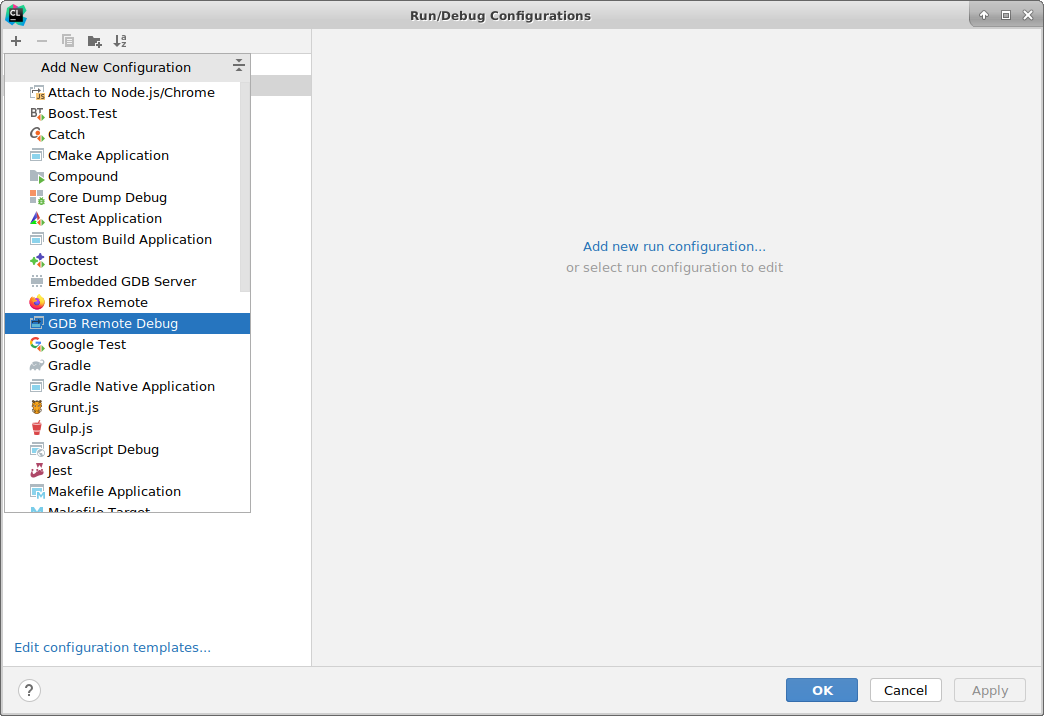 CL
Run/Debug Configurations
Add New Configuration
Attach to Node.js/Chrome
Boost.Test
Catch
CMake Application
Compound
Core Dump Debug
CTest Application
Custom Build Application
Doctest
Embedded GDB Server
Firefox Remote
GDB Remote Debug
Google Test
Gradle
Gradle Native Application
Grunt.js
Gulp.js
JavaScript Debug
Jest
Makefile Application
Makefile Target
Add new run configuration...
or select run configuration to edit
Edit configuration templates...
?
OK
Cancel
Apply